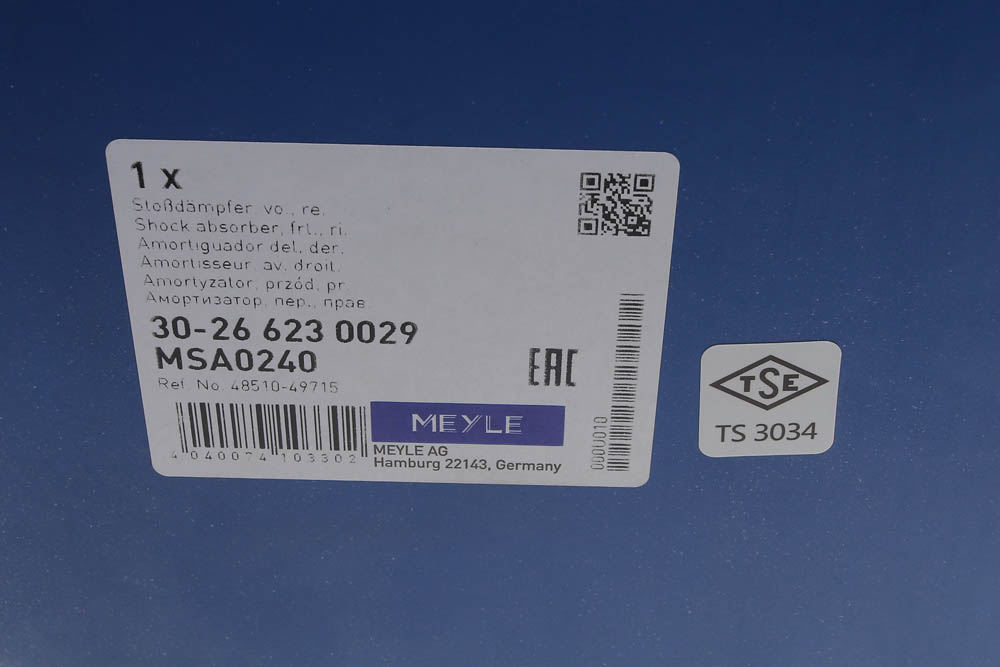 1 x
Stoßdämpfer, vo., re.
Shock absorber, frt., ri.
Amortiguador del. der.
Amortisseur, av. droit.
Amortyzator, przód, pr.
Амортизатор, пер., прав
30-26 623 0029
MSA0240
Ref. No. 48510-49715
EAC
4 040074 103302
MEYLE
MEYLE AG
Hamburg 22143, Germany
0000010
TSE
TS 3034